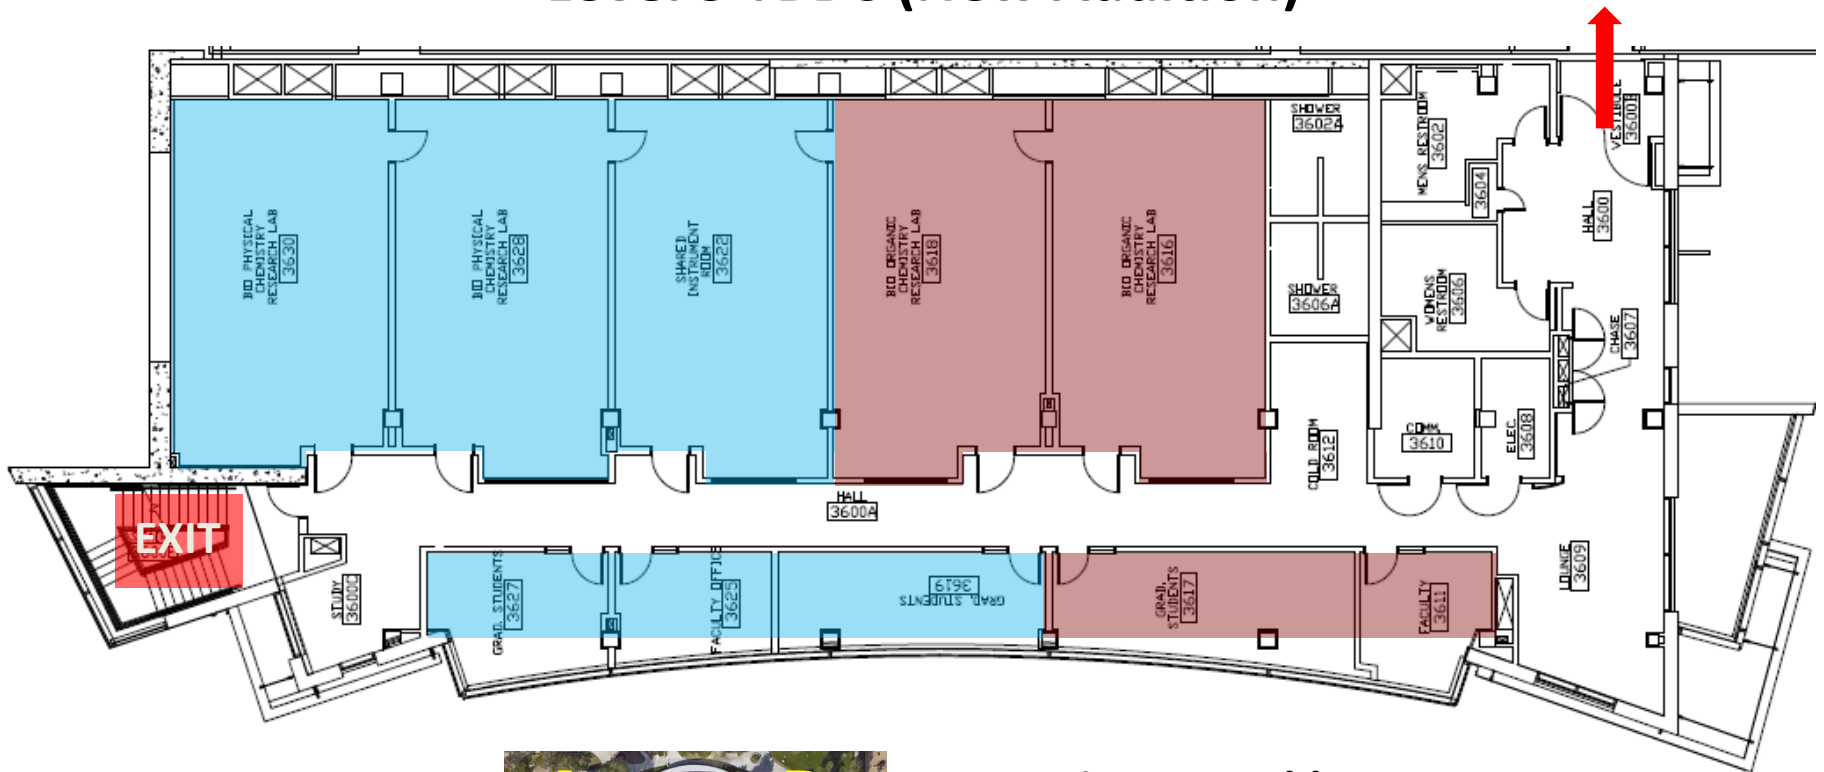 SHOWER
3602A
MENS RESTROOM
3602
VESTIBULE
3600B
3604
HALL
3600
BIO PHYSICAL
CHEMISTRY
RESEARCH LAB
3630
BIO PHYSICAL
CHEMISTRY
RESEARCH LAB
3628
SHARED
INSTRUMENT
ROOM
3622
BIO ORGANIC
CHEMISTRY
RESEARCH LAB
3618
BIO ORGANIC
CHEMISTRY
RESEARCH LAB
3616
SHOWER
3606A
WOMENS
RESTROOM
3606
CHASE
3607
COLD ROOM
3612
COMM.
3610
ELEC.
3608
HALL
3600A
EXIT
STUDY
3600C
GRAD. STUDENTS
3627
FACULTY OFFICE
3625
GRAD. STUDENTS
3619
GRAD.
STUDENTS
3617
FACULTY
3611
LOUNGE
3609